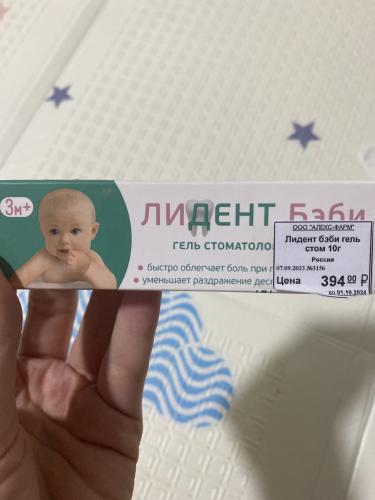 3м+
ЛИДЕНТ Бэби
ГЕЛЬ СТОМАТОЛО
• быстро облегчает боль при
• уменьшает раздражение десе
ООО "АЛЕКС-ФАРМ"
Лидент бэби гель
стом 10г
Россия
07.09.2023 №3156
Цена 394.00 ₽
до 01.10.2024